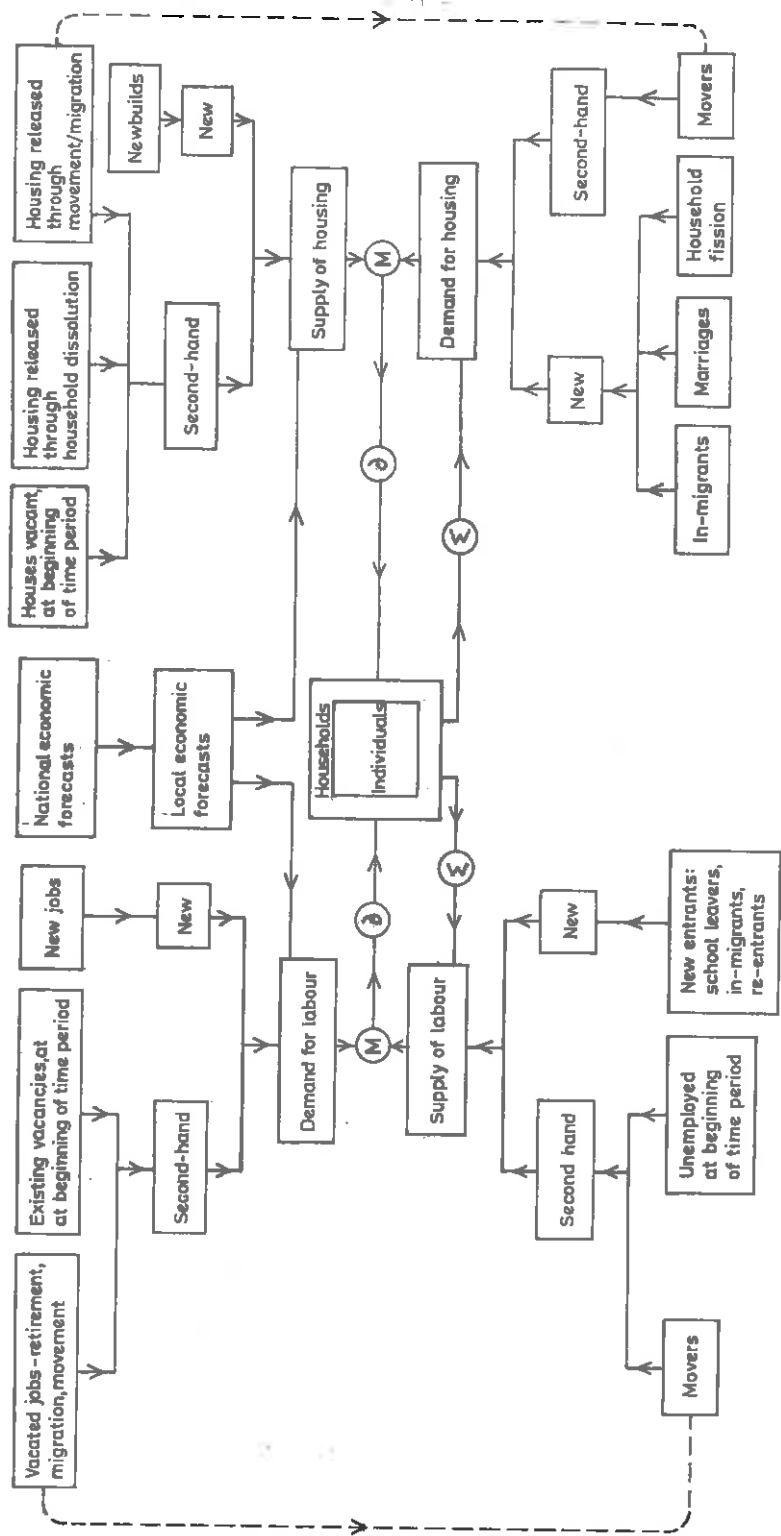 Vacated jobs-retirement,
migration, movement
Existing vacancies, at
at beginning of time period
New jobs
National economic
forecasts
Houses vacant,
at beginning
of time period
Housing released
through
household dissolution
Housing released
through
movement/migration
Second-hand
New
Local economic
forecasts
Second-hand
New
Newbuilds
Demand for labour
Supply of housing
M
∂
Households
Individuals
∂
M
Supply of labour
Σ
Σ
Demand for housing
Second hand
New
New
Second-hand
Movers
Unemployed
at beginning
of time period
New entrants:
school leavers,
in-migrants,
re-entrants
In-migrants
Marriages
Household
fission
Movers